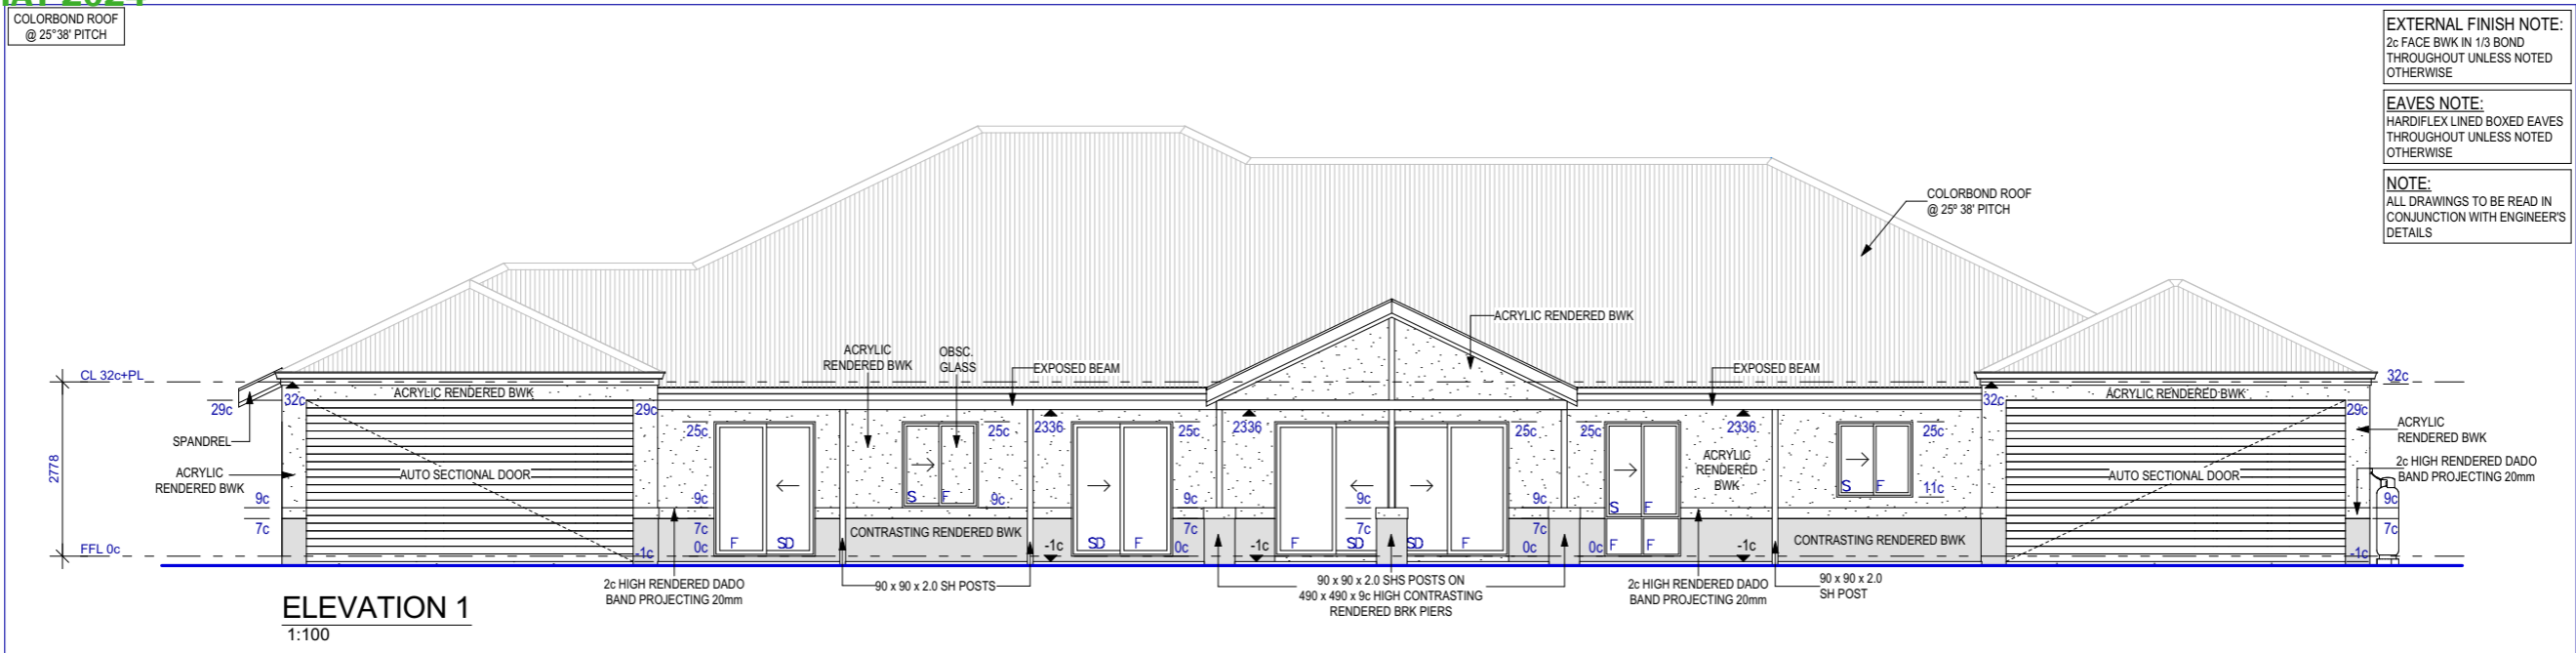 COLORBOND ROOF
@ 25°38' PITCH
EXTERNAL FINISH NOTE:
2c FACE BWK IN 1/3 BOND
THROUGHOUT UNLESS NOTED
OTHERWISE
EAVES NOTE:
HARDIFLEX LINED BOXED EAVES
THROUGHOUT UNLESS NOTED
OTHERWISE
NOTE:
ALL DRAWINGS TO BE READ IN
CONJUNCTION WITH ENGINEER'S
DETAILS
COLORBOND ROOF
@ 25º 38' PITCH
ACRYLIC RENDERED BWK
ACRYLIC
RENDERED BWK
OBSC.
GLASS
EXPOSED BEAM
EXPOSED BEAM
CL 32c+PL
32c
29c
32c
ACRYLIC RENDERED BWK
29c
32c
ACRYLIC RENDERED BWK
29c
SPANDREL
25c
25c
2336
25c
2336
25c
25c
2336
25c
ACRYLIC
RENDERED BWK
ACRYLIC
RENDERED
BWK
ACRYLIC
RENDERED BWK
2778
AUTO SECTIONAL DOOR
AUTO SECTIONAL DOOR
2c HIGH RENDERED DADO
BAND PROJECTING 20mm
9c
9c
S F
9c
9c
9c
9c
S F
S F
11c
9c
7c
7c
CONTRASTING RENDERED BWK
7c
7c
7c
CONTRASTING RENDERED BWK
7c
FFL 0c
-1c
0c
F SD
-1c
SD F
0c
-1c
F SD
SD F
0c
0c
F F
-1c
-1c
2c HIGH RENDERED DADO
BAND PROJECTING 20mm
90 x 90 x 2.0 SH POSTS
90 x 90 x 2.0 SHS POSTS ON
490 x 490 x 9c HIGH CONTRASTING
RENDERED BRK PIERS
2c HIGH RENDERED DADO
BAND PROJECTING 20mm
90 x 90 x 2.0
SH POST
ELEVATION 1
1:100